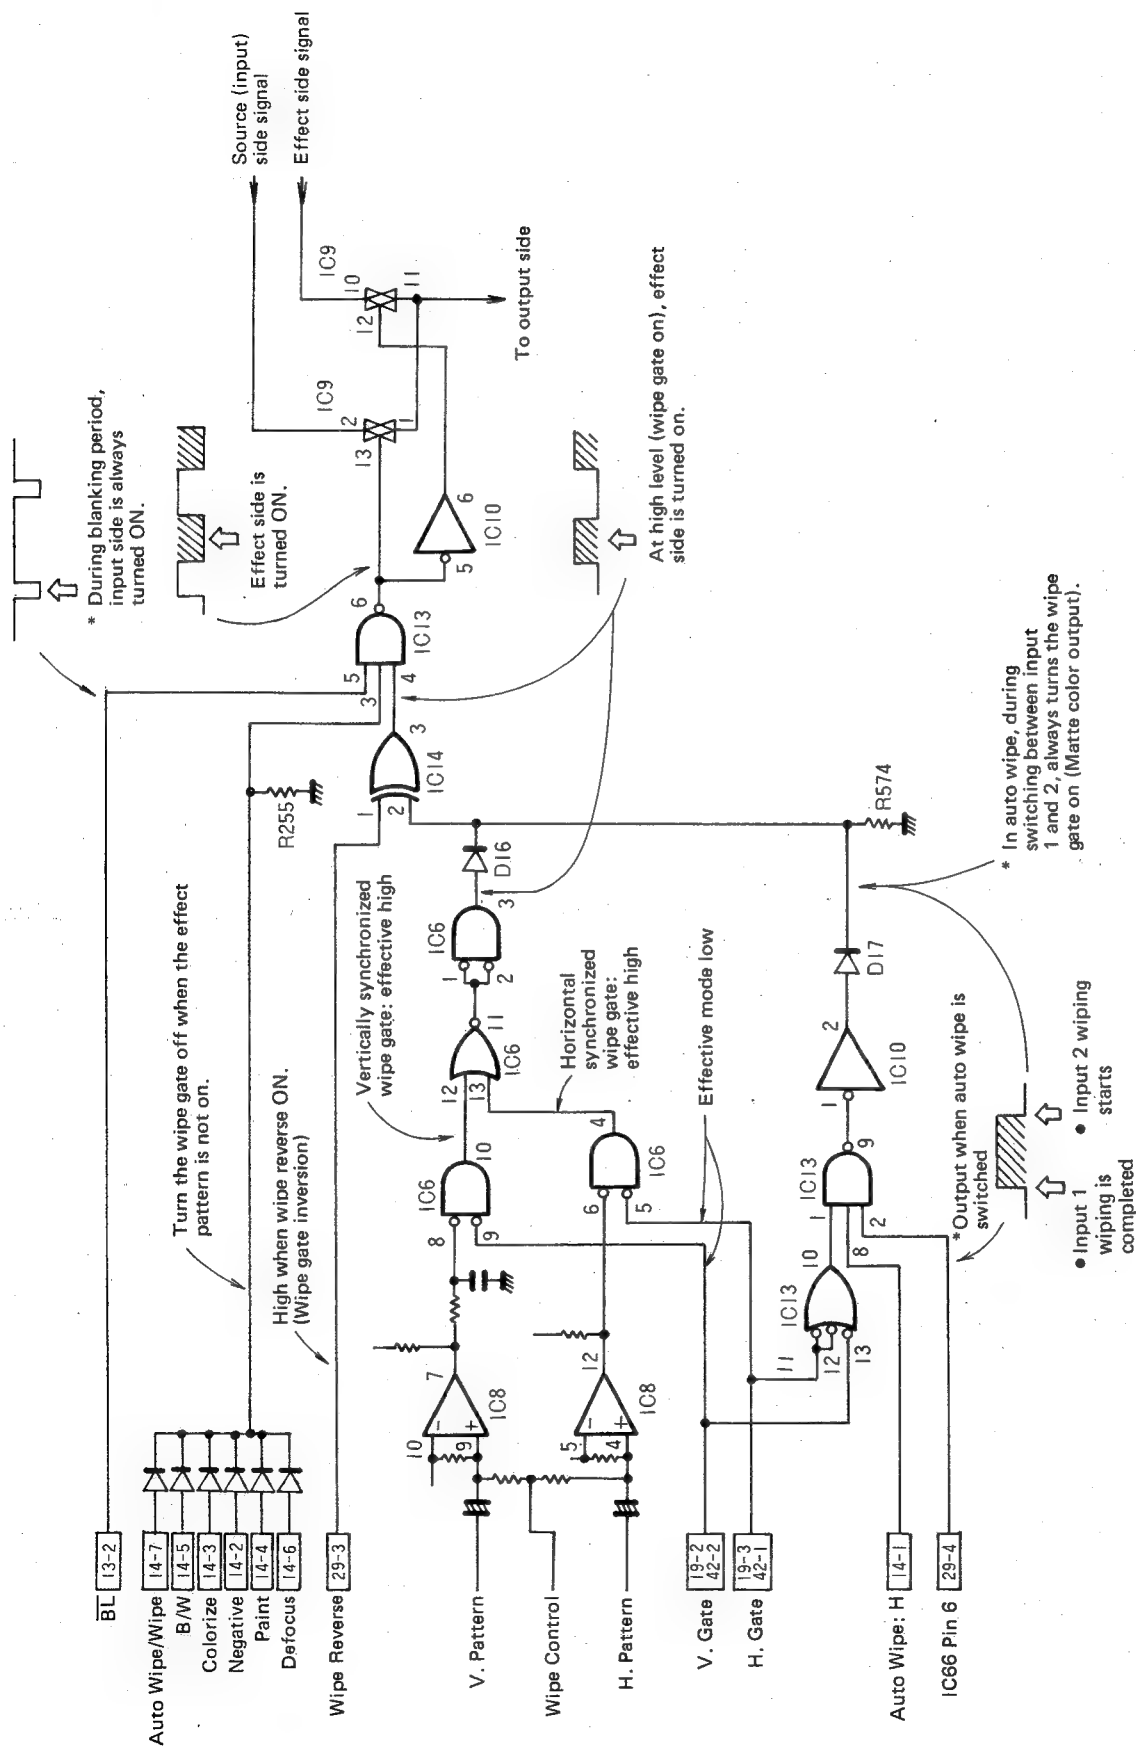 BL
13-2
Auto Wipe/Wipe
14-7
B/W
14-5
Colorize
14-3
Negative
14-2
Paint
14-4
Defocus
14-6
Wipe Reverse
29-3
V. Pattern
Wipe Control
H. Pattern
V. Gate
19-2
42-2
H. Gate
19-3
42-1
Auto Wipe: H
14-1
IC66 Pin 6
29-4
* During blanking period,
input side is always
turned ON.
Effect side is
turned ON.
Turn the wipe gate off when the effect
pattern is not on.
High when wipe reverse ON.
(Wipe gate inversion)
Vertically synchronized
wipe gate: effective high
Horizontal
synchronized
wipe gate:
effective high
Effective mode low
*Output when auto wipe is
switched
● Input 1
wiping is
completed
● Input 2 wiping
starts
* In auto wipe, during
switching between input
1 and 2, always turns the wipe
gate on (Matte color output).
At high level (wipe gate on), effect
side is turned on.
Source (input)
side signal
Effect side signal
To output side
R255
R574
10
9
7
IC8
5
4
12
IC8
8
9
IC6
10
6
5
IC6
4
12
13
IC6
11
IC6
1
2
3
D16
1
2
IC14
3
5
3
4
IC13
6
5
IC10
6
IC9
13
2
1
IC9
12
10
11
11
12
13
IC13
10
1
8
2
IC13
9
1
IC10
2
D17